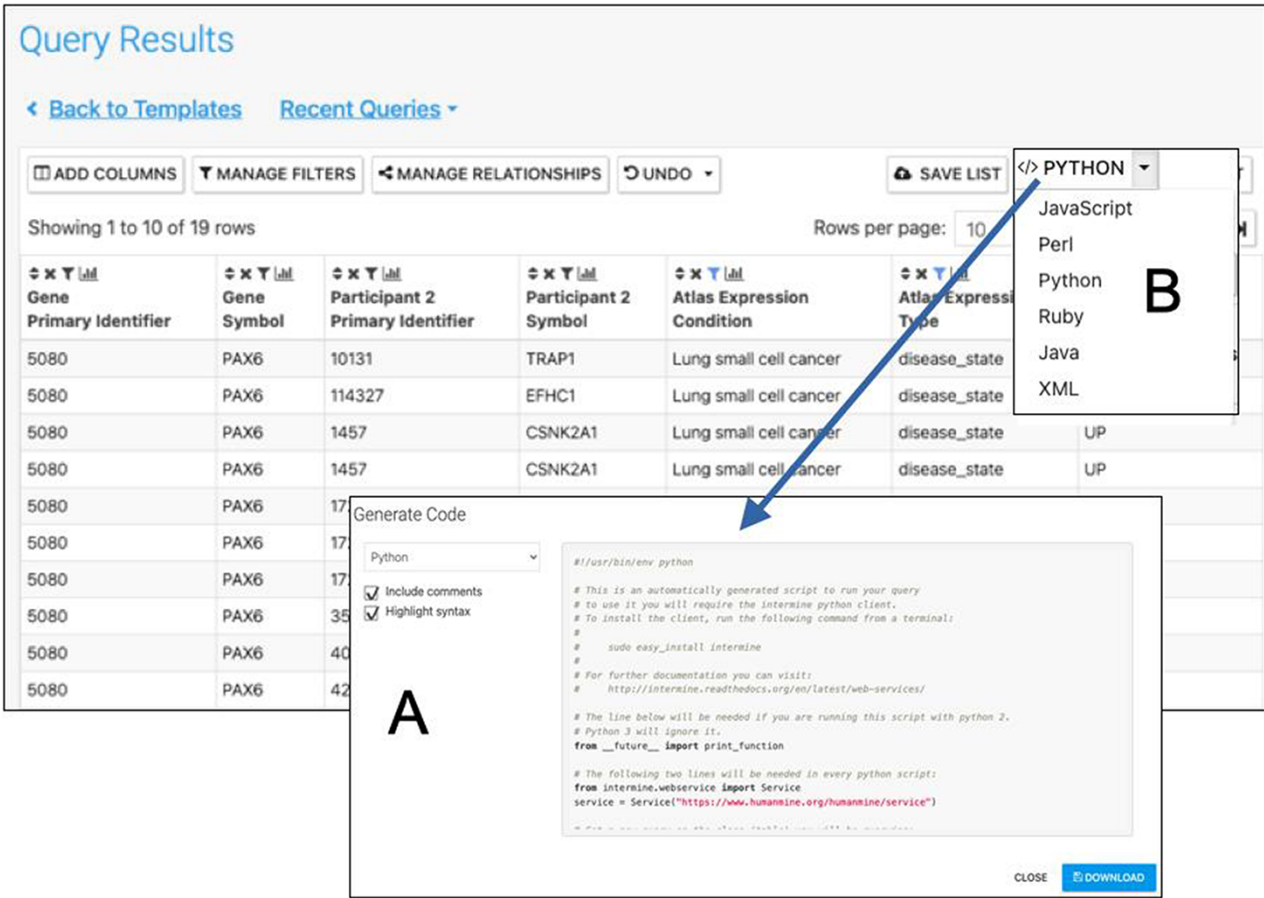 Query Results
Back to Templates Recent Queries
ADD COLUMNS MANAGE FILTERS MANAGE RELATIONSHIPS UNDO SAVE LIST </> PYTHON
Showing 1 to 10 of 19 rows Rows per page: 10
JavaScript
Perl
Python
Ruby
Java
XML
B
Gene Primary Identifier
Gene Symbol
Participant 2 Primary Identifier
Participant 2 Symbol
Atlas Expression Condition
Atlas Type
5080 PAX6 10131 TRAP1 Lung small cell cancer disease_state
5080 PAX6 114327 EFHC1 Lung small cell cancer disease_state
5080 PAX6 1457 CSNK2A1 Lung small cell cancer disease_state UP
5080 PAX6 1457 CSNK2A1 Lung small cell cancer disease_state UP
5080 PAX6
5080 PAX6
5080 PAX6
5080 PAX6
5080 PAX6
5080 PAX6
Generate Code
Python
Include comments
Highlight syntax
A
#!/usr/bin/env python
# This is an automatically generated script to run your query
# to use it you will require the intermine python client.
# To install the client, run the following command from a terminal:
#
# sudo easy_install intermine
#
# For further documentation you can visit:
# http://intermine.readthedocs.org/en/latest/web-services/
# The line below will be needed if you are running this script with python 2.
# Python 3 will ignore it.
from __future__ import print_function
# The following two lines will be needed in every python script:
from intermine.webservice import Service
service = Service("https://www.humanmine.org/humanmine/service")
CLOSE DOWNLOAD